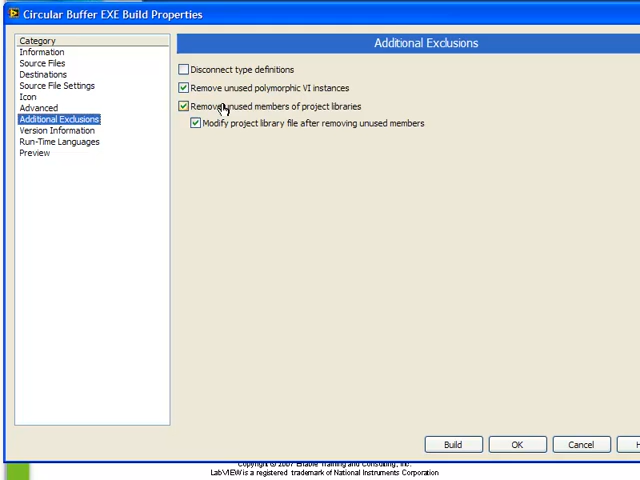 Circular Buffer EXE Build Properties
Category
Information
Source Files
Destinations
Source File Settings
Icon
Advanced
Additional Exclusions
Version Information
Run-Time Languages
Preview
Additional Exclusions
Disconnect type definitions
Remove unused polymorphic VI instances
Remove unused members of project libraries
Modify project library file after removing unused members
Build
OK
Cancel
H
Copyright © 2007 Enable Training and Consulting, Inc.
LabVIEW is a registered trademark of National Instruments Corporation